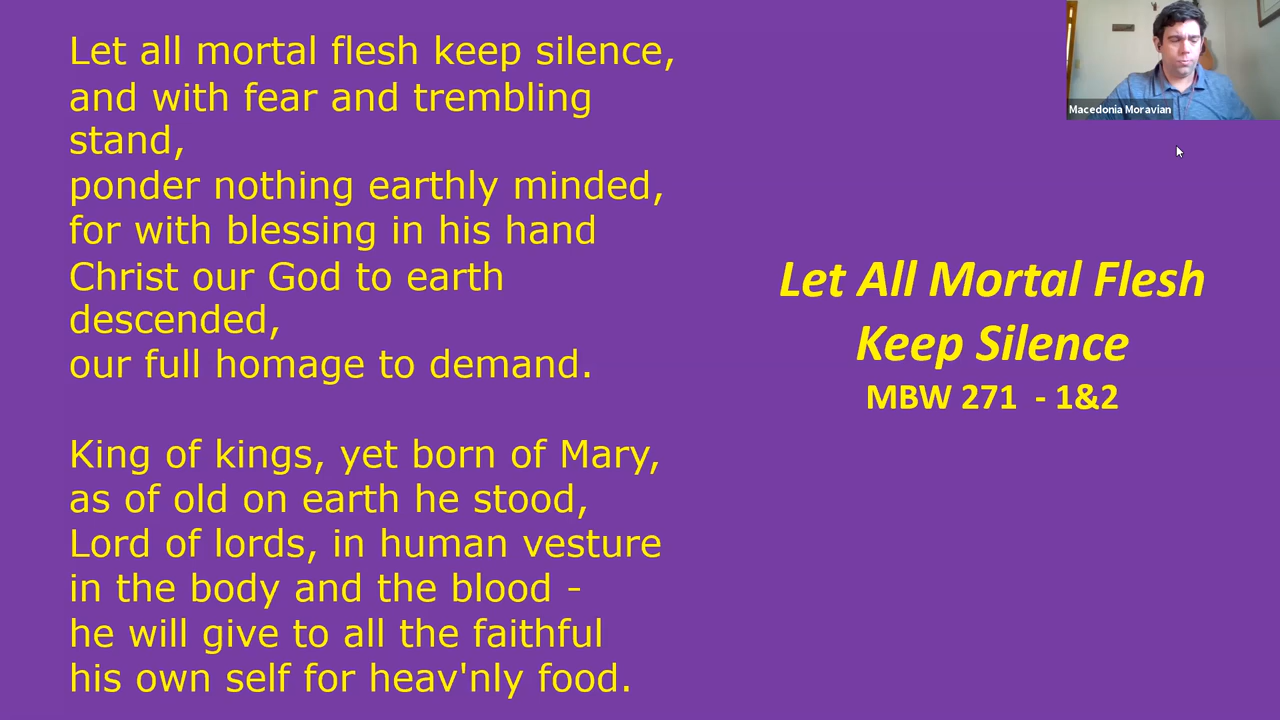 Let all mortal flesh keep silence,
and with fear and trembling
stand,
ponder nothing earthly minded,
for with blessing in his hand
Christ our God to earth
descended,
our full homage to demand.
King of kings, yet born of Mary,
as of old on earth he stood,
Lord of lords, in human vesture
in the body and the blood -
he will give to all the faithful
his own self for heav'nly food.
Let All Mortal Flesh
Keep Silence
MBW 271 - 1&2
Macedonia Moravian